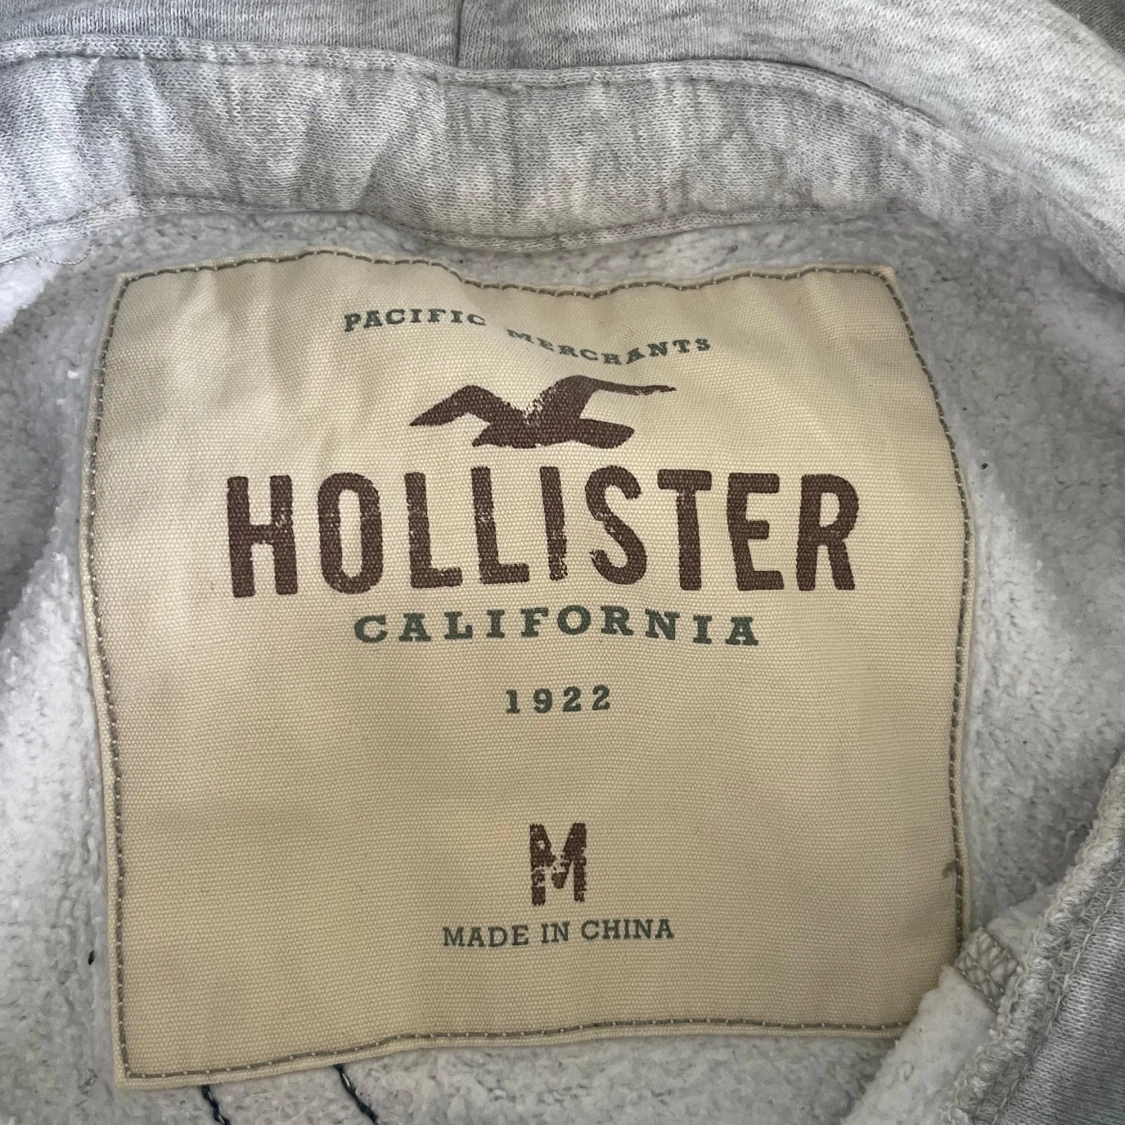 PACIFIC MERCHANTS
HOLLISTER
CALIFORNIA
1922
M
MADE IN CHINA